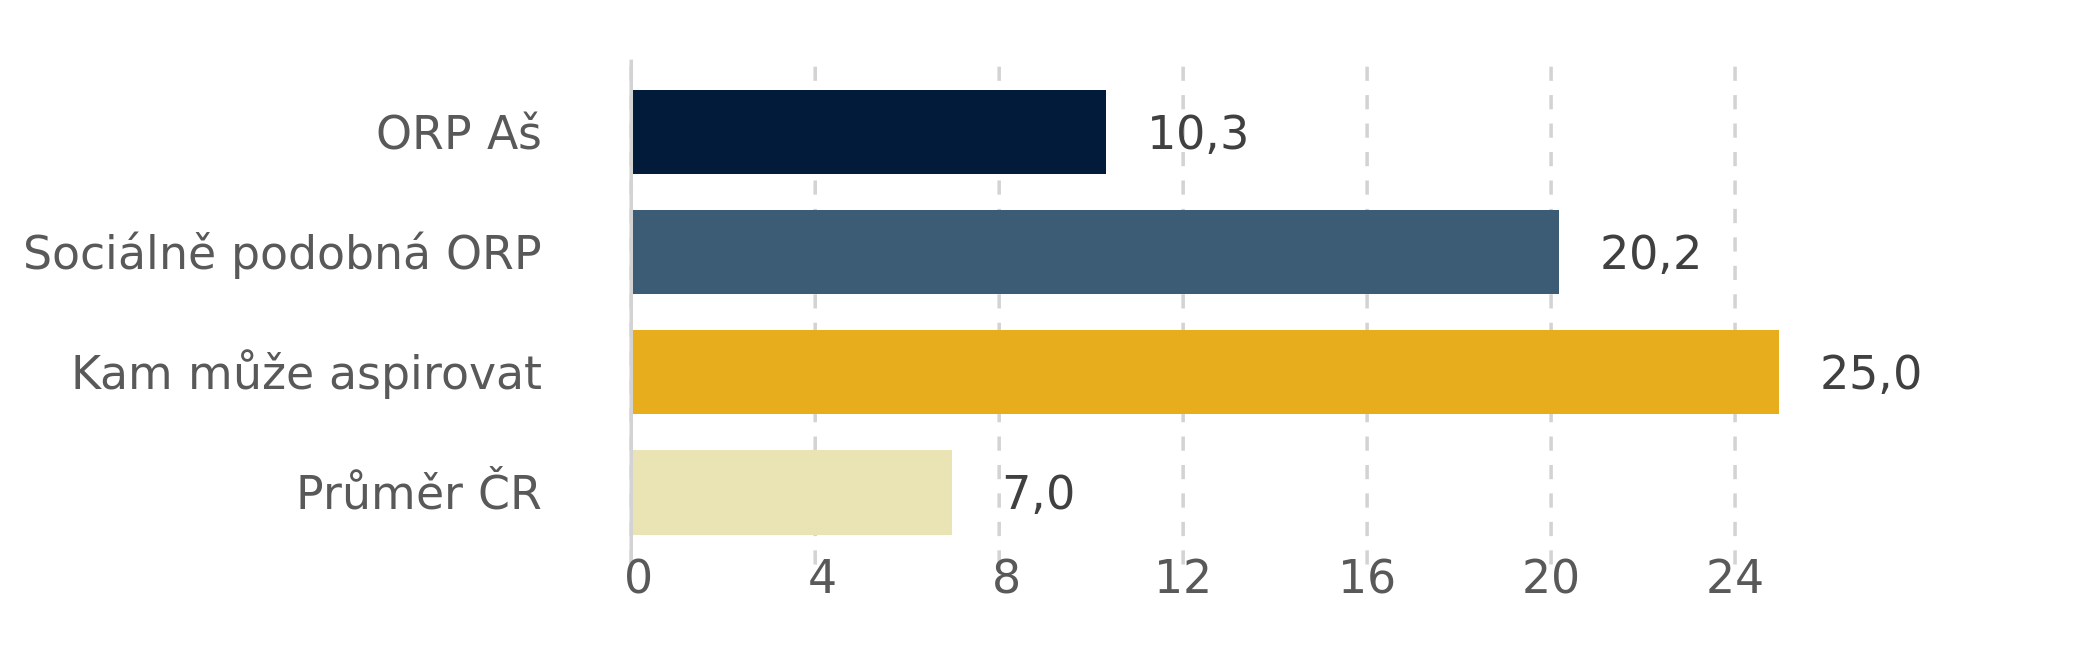 ORP Aš 10,3
Sociálně podobná ORP 20,2
Kam může aspirovat 25,0
Průměr ČR 7,0
0 4 8 12 16 20 24